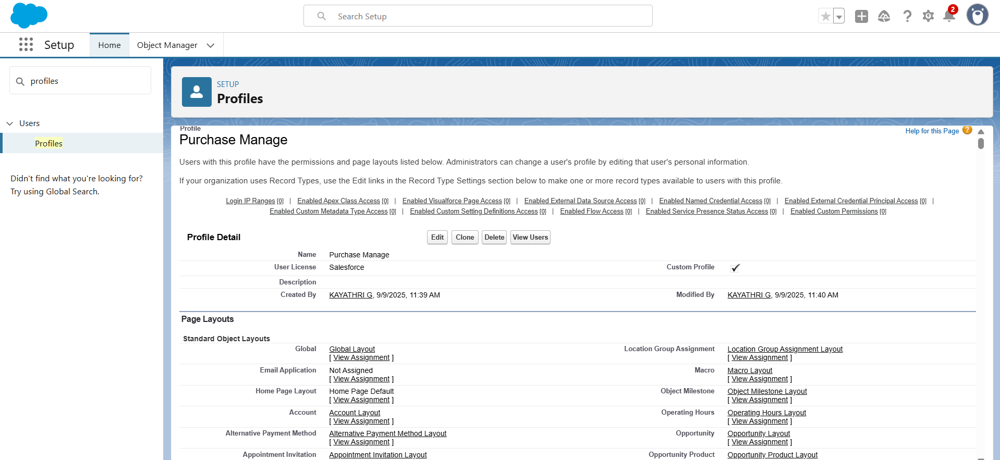 Search Setup
2
Setup
Home
Object Manager
profiles
Users
Profiles
Didn't find what you're looking for?
Try using Global Search.
SETUP
Profiles
Profile
Purchase Manage
Help for this Page ?
Users with this profile have the permissions and page layouts listed below. Administrators can change a user's profile by editing that user's personal information.
If your organization uses Record Types, use the Edit links in the Record Type Settings section below to make one or more record types available to users with this profile.
Login IP Ranges [0] | Enabled Apex Class Access [0] | Enabled Visualforce Page Access [0] | Enabled External Data Source Access [0] | Enabled Named Credential Access [0] | Enabled External Credential Principal Access [0] |
Enabled Custom Metadata Type Access [0] | Enabled Custom Setting Definitions Access [0] | Enabled Flow Access [0] | Enabled Service Presence Status Access [0] | Enabled Custom Permissions [0]
Profile Detail Edit Clone Delete View Users
Name Purchase Manage
User License Salesforce Custom Profile
Description
Created By KAYATHRI G, 9/9/2025, 11:39 AM Modified By KAYATHRI G, 9/9/2025, 11:40 AM
Page Layouts
Standard Object Layouts
Global Global Layout Location Group Assignment Location Group Assignment Layout
[ View Assignment ] [ View Assignment ]
Email Application Not Assigned Macro Macro Layout
[ View Assignment ] [ View Assignment ]
Home Page Layout Home Page Default Object Milestone Object Milestone Layout
[ View Assignment ] [ View Assignment ]
Account Account Layout Operating Hours Operating Hours Layout
[ View Assignment ] [ View Assignment ]
Alternative Payment Method Alternative Payment Method Layout Opportunity Opportunity Layout
[ View Assignment ] [ View Assignment ]
Appointment Invitation Appointment Invitation Layout Opportunity Product Opportunity Product Layout